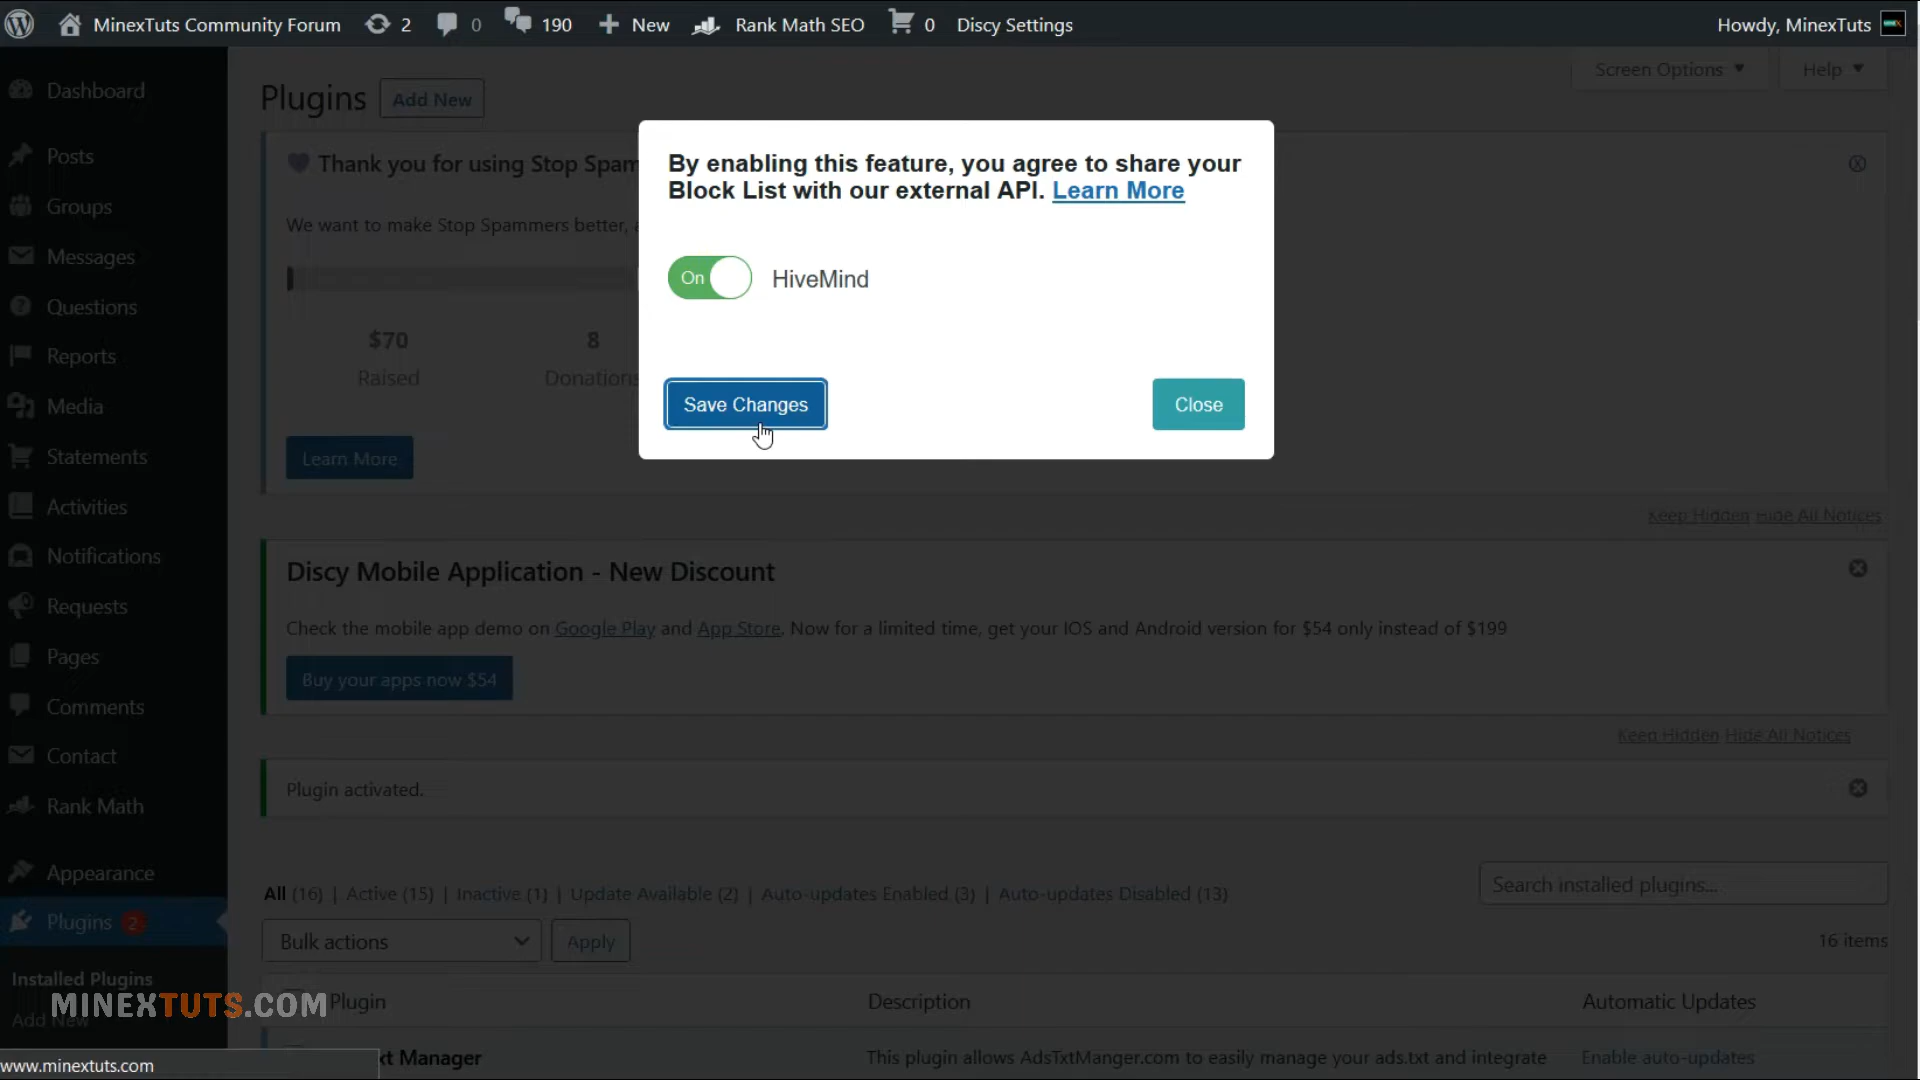 MinexTuts Community Forum 2 0 190 New Rank Math SEO 0 Discy Settings Howdy, MinexTuts
Screen Options Help
Dashboard
Posts
Groups
Messages
Questions
Reports
Media
Statements
Activities
Notifications
Requests
Pages
Comments
Contact
Rank Math
Appearance
Plugins 2
Installed Plugins
Add New
Plugins Add New
Thank you for using Stop Spam
We want to make Stop Spammers better,
$70 8
Raised Donations
Learn More
By enabling this feature, you agree to share your
Block List with our external API. Learn More
On HiveMind
Save Changes Close
Keep Hidden Hide All Notices
Discy Mobile Application - New Discount
Check the mobile app demo on Google Play and App Store. Now for a limited time, get your IOS and Android version for $54 only instead of $199
Buy your apps now $54
Keep Hidden Hide All Notices
Plugin activated.
All (16) | Active (15) | Inactive (1) | Update Available (2) | Auto-updates Enabled (3) | Auto-updates Disabled (13)
Search installed plugins...
Bulk actions Apply 16 items
Plugin Description Automatic Updates
xt Manager This plugin allows AdsTxtManger.com to easily manage your ads.txt and integrate Enable auto-updates
MINEXTUTS.COM
www.minextuts.com